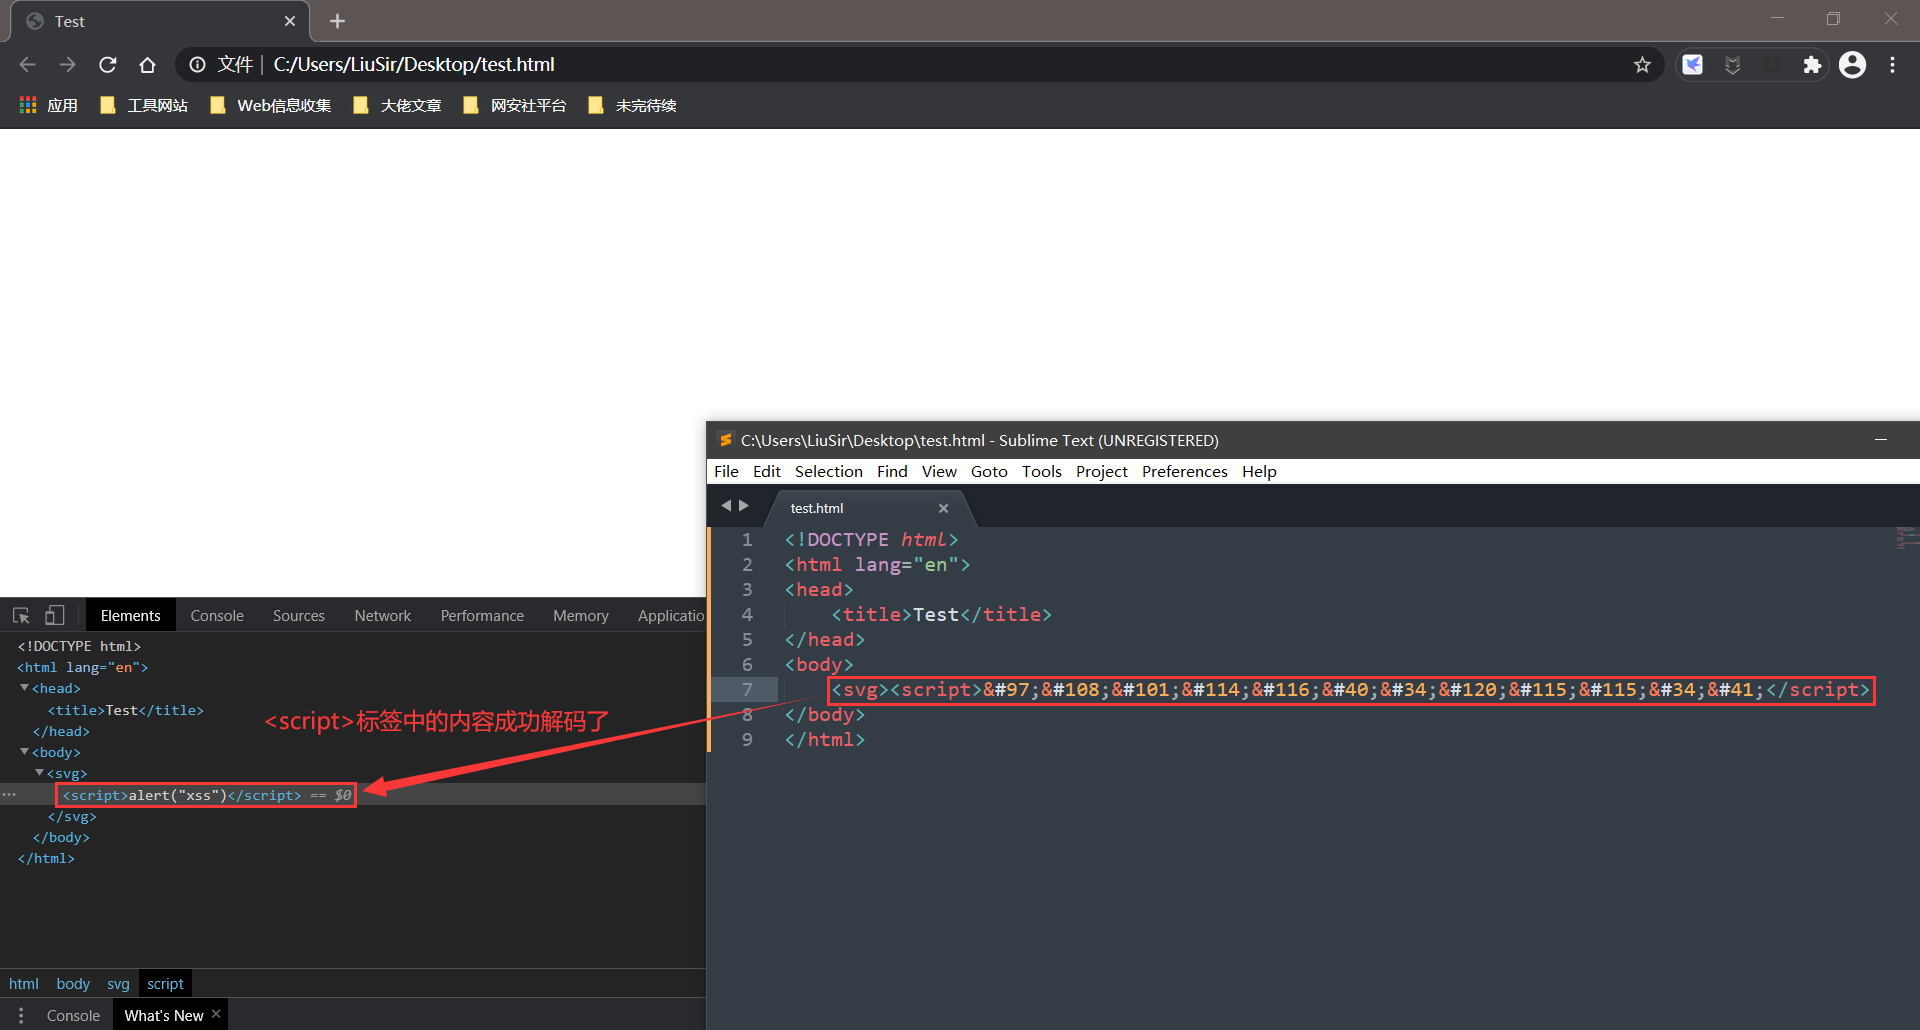 Test
文件 | C:/Users/LiuSir/Desktop/test.html
应用 工具网站 Web信息收集 大佬文章 网安社平台 未完待续
C:\Users\LiuSir\Desktop\test.html - Sublime Text (UNREGISTERED)
File Edit Selection Find View Goto Tools Project Preferences Help
test.html
1 <!DOCTYPE html>
2 <html lang="en">
3 <head>
4 <title>Test</title>
5 </head>
6 <body>
7 <svg><script>&#97;&#108;&#101;&#114;&#116;&#40;&#34;&#120;&#115;&#115;&#34;&#41;</script>
8 </body>
9 </html>
Elements Console Sources Network Performance Memory Applicatio
<!DOCTYPE html>
<html lang="en">
<head>
<title>Test</title>
</head>
<body>
<svg>
<script>alert("xss")</script> == $0
</svg>
</body>
</html>
<script>标签中的内容成功解码了
html body svg script
Console What's New